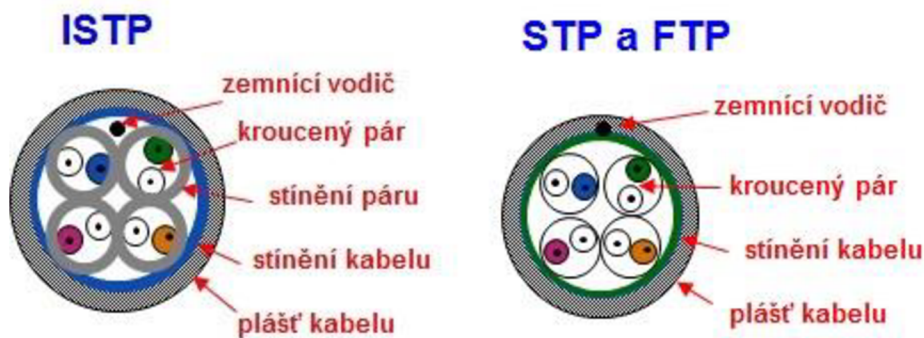 ISTP
zemnící vodič
kroucený pár
stínění páru
stínění kabelu
plášť kabelu
STP a FTP
zemnící vodič
kroucený pár
stínění kabelu
plášť kabelu